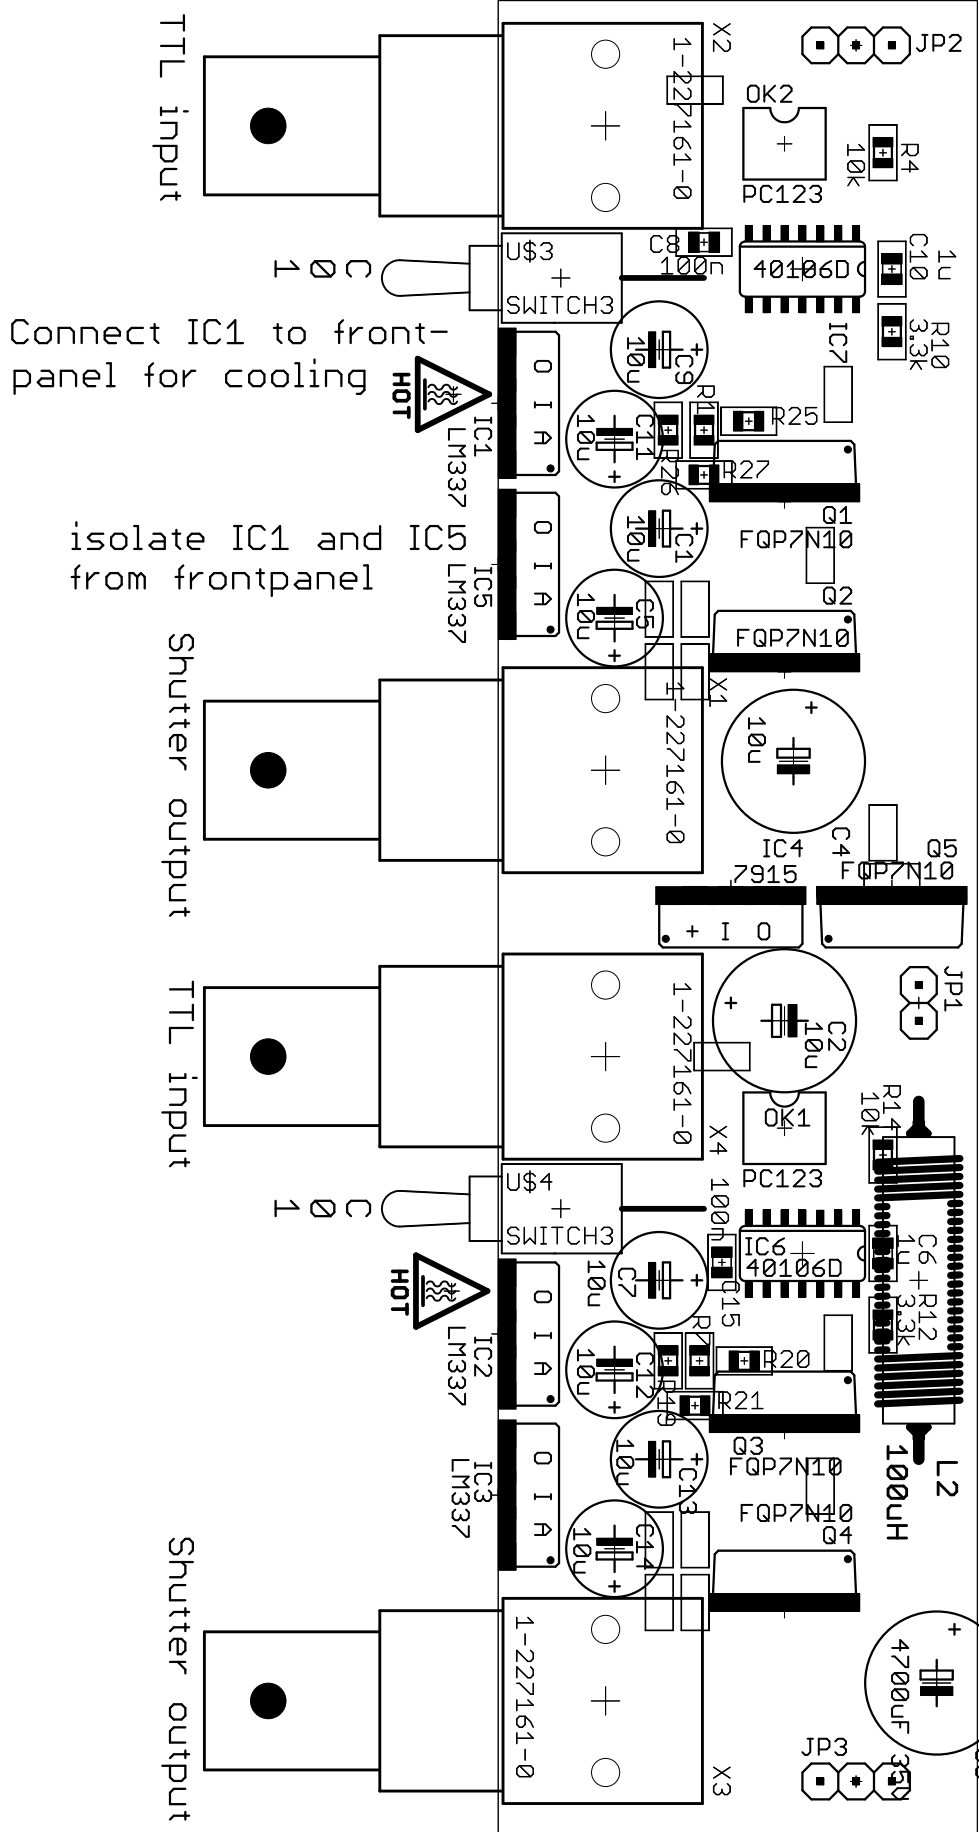 TTL input
X2
1-227161-0
JP2
OK2
PC123
R4
10k
U$3
SWITCH3
C 0 1
C8
100n
40106D
C10
1u
IC7
R10
3.3k
Connect IC1 to front-
panel for cooling
HOT
O I A
IC1
LM337
10u
C9
10u
C11
R1
R25
R26
R27
Q1
FQP7N10
isolate IC1 and IC5
from frontpanel
O I A
IC5
LM337
10u
C1
10u
C5
Q2
FQP7N10
Shutter output
X1
1-227161-0
10u
C4
IC4
7915
+ I O
Q5
FQP7N10
JP1
TTL input
1-227161-0
X4
C2
10u
OK1
PC123
R14
10k
U$4
SWITCH3
C 0 1
100n
C15
IC6
40106D
C6
1u
R12
3.3k
HOT
O I A
IC2
LM337
10u
C7
10u
C12
R19
R20
R21
Q3
FQP7N10
L2
100uH
O I A
IC3
LM337
10u
C13
10u
C14
FQP7N10
Q4
Shutter output
1-227161-0
X3
4700uF 35V
JP3